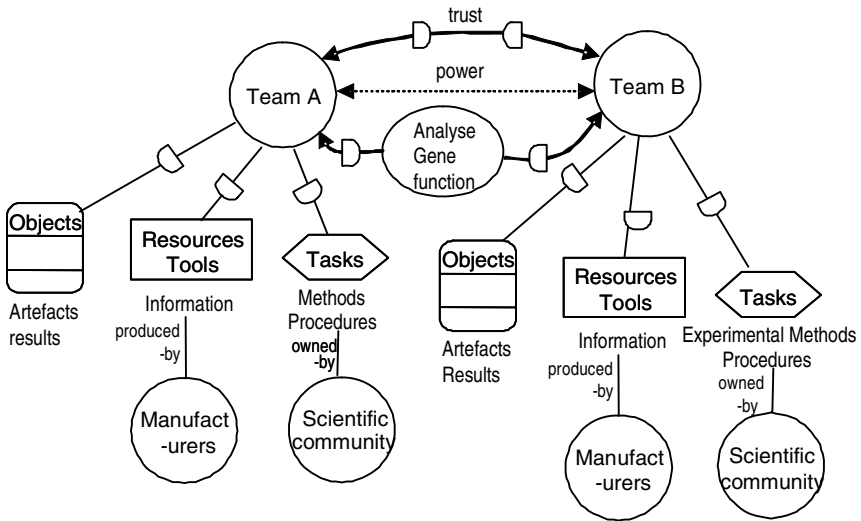 trust
power
Team A
Team B
Analyse
Gene
function
Objects
Artefacts
results
Resources
Tools
Information
produced
-by
Manufact
-urers
Tasks
Methods
Procedures
owned
-by
Scientific
community
Objects
Artefacts
Results
Resources
Tools
Information
produced
-by
Manufact
-urers
Tasks
Experimental Methods
Procedures
owned
-by
Scientific
community